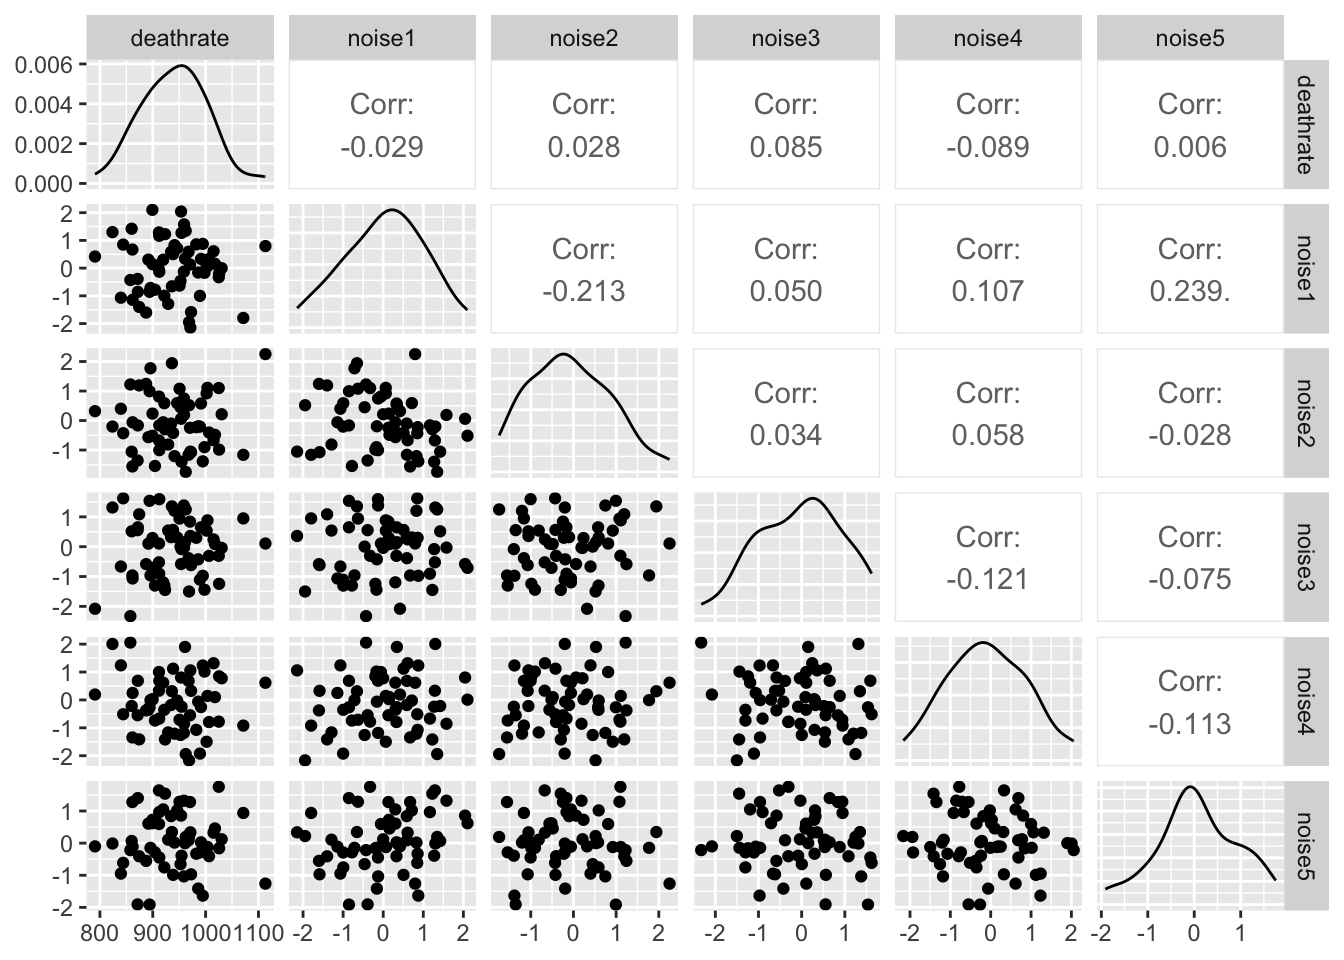 deathrate noise1 noise2 noise3 noise4 noise5
0.006
0.004
0.002
0.000
Corr:
-0.029
Corr:
0.028
Corr:
0.085
Corr:
-0.089
Corr:
0.006
deathrate
2
1
0
-1
-2
Corr:
-0.213
Corr:
0.050
Corr:
0.107
Corr:
0.239.
noise1
2
1
0
-1
Corr:
0.034
Corr:
0.058
Corr:
-0.028
noise2
1
0
-1
-2
Corr:
-0.121
Corr:
-0.075
noise3
2
1
0
-1
-2
Corr:
-0.113
noise4
1
0
-1
-2
noise5
800 900 1000 1100 -2 -1 0 1 2 -1 0 1 2 -2 -1 0 1 -2 -1 0 1 2 -2 -1 0 1